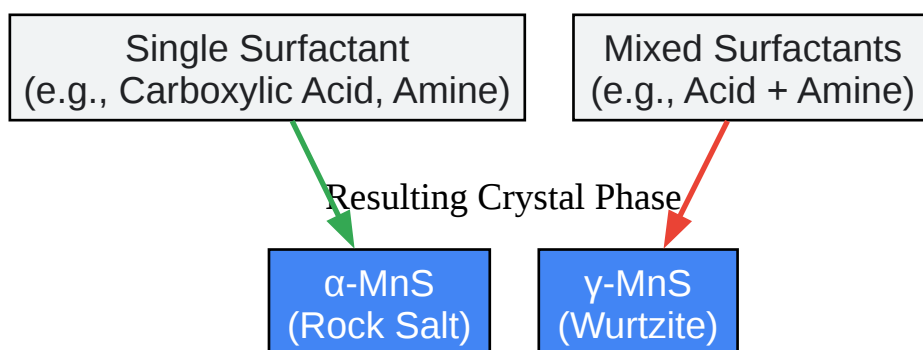 Single Surfactant
(e.g., Carboxylic Acid, Amine)
Mixed Surfactants
(e.g., Acid + Amine)
Resulting Crystal Phase
α-MnS
(Rock Salt)
γ-MnS
(Wurtzite)